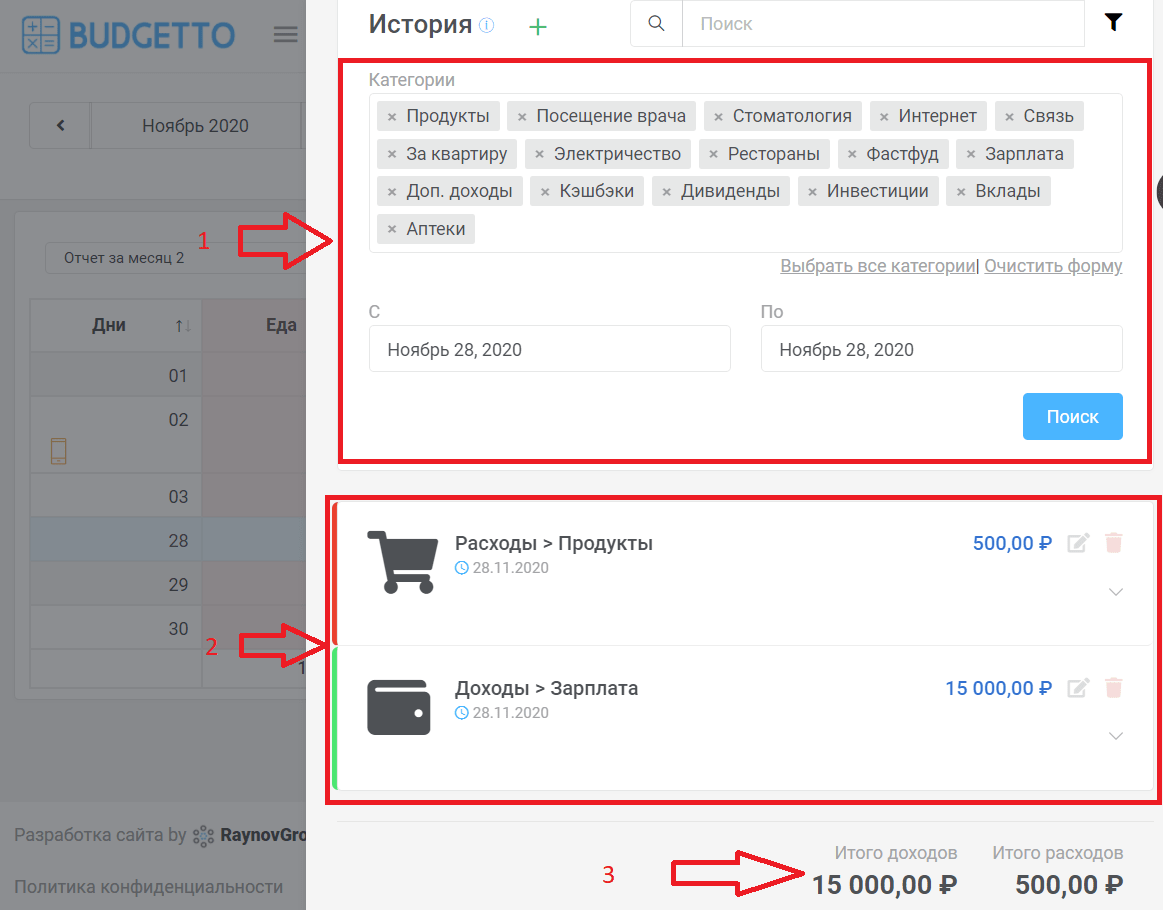 BUDGETTO
Ноябрь 2020
Отчет за месяц 2
Дни Еда
01
02
03
28
29
30
1
Разработка сайта by RaynovGro
Политика конфиденциальности
История
Поиск
Категории
× Продукты × Посещение врача × Стоматология × Интернет × Связь
× За квартиру × Электричество × Рестораны × Фастфуд × Зарплата
× Доп. доходы × Кэшбэки × Дивиденды × Инвестиции × Вклады
× Аптеки
1
Выбрать все категории| Очистить форму
С По
Ноябрь 28, 2020 Ноябрь 28, 2020
Поиск
Расходы > Продукты 500,00 ₽
28.11.2020
2
Доходы > Зарплата 15 000,00 ₽
28.11.2020
Итого доходов Итого расходов
3
15 000,00 ₽ 500,00 ₽